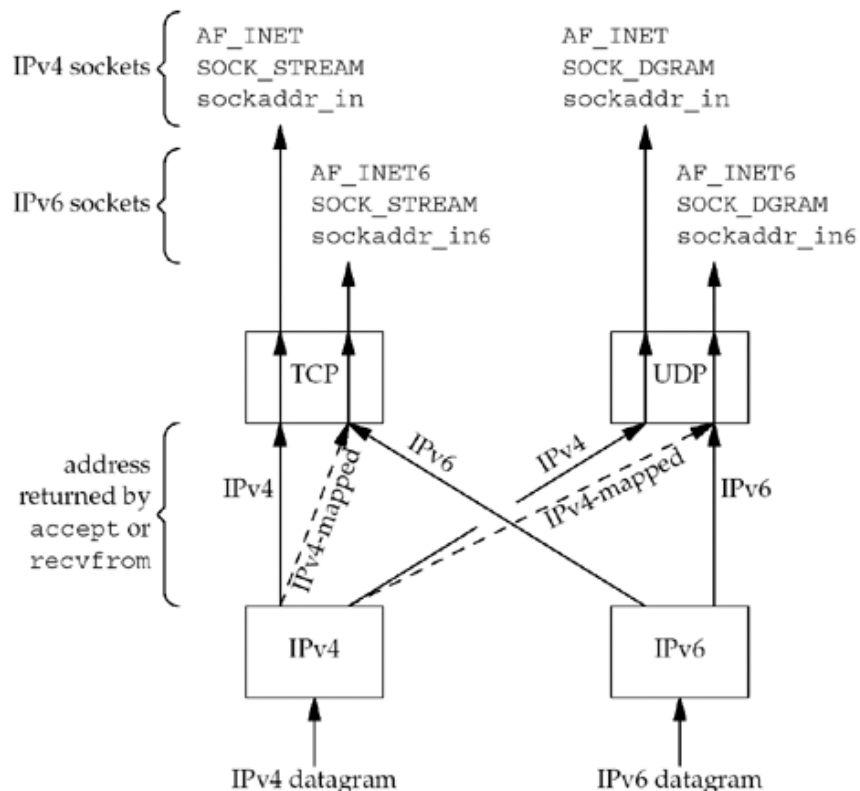 IPv4 sockets
AF_INET
SOCK_STREAM
sockaddr_in
AF_INET
SOCK_DGRAM
sockaddr_in
IPv6 sockets
AF_INET6
SOCK_STREAM
sockaddr_in6
AF_INET6
SOCK_DGRAM
sockaddr_in6
TCP
UDP
address
returned by
accept or
recvfrom
IPv4
IPv4-mapped
IPv6
IPv4
IPv4-mapped
IPv6
IPv4
IPv6
IPv4 datagram
IPv6 datagram